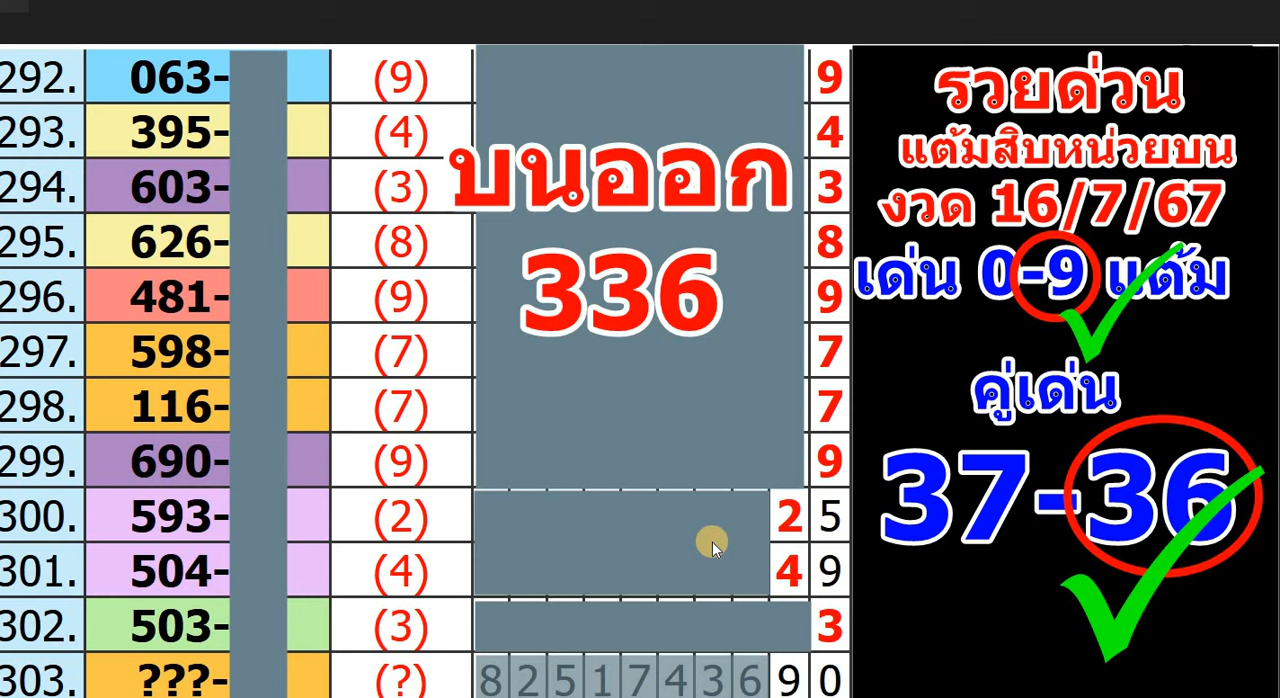 292. 063- (9) 9
293. 395- (4) 4
294. 603- (3) 3
295. 626- (8) 8
296. 481- (9) 9
297. 598- (7) 7
298. 116- (7) 7
299. 690- (9) 9
300. 593- (2) 2 5
301. 504- (4) 4 9
302. 503- (3) 3
303. ???- (?) 8 2 5 1 7 4 3 6 9 0
บนออก
336
รวยด่วน
แต้มสิบหน่วยบน
งวด 16/7/67
เด่น 0-9 แต้ม
คู่เด่น
37-36